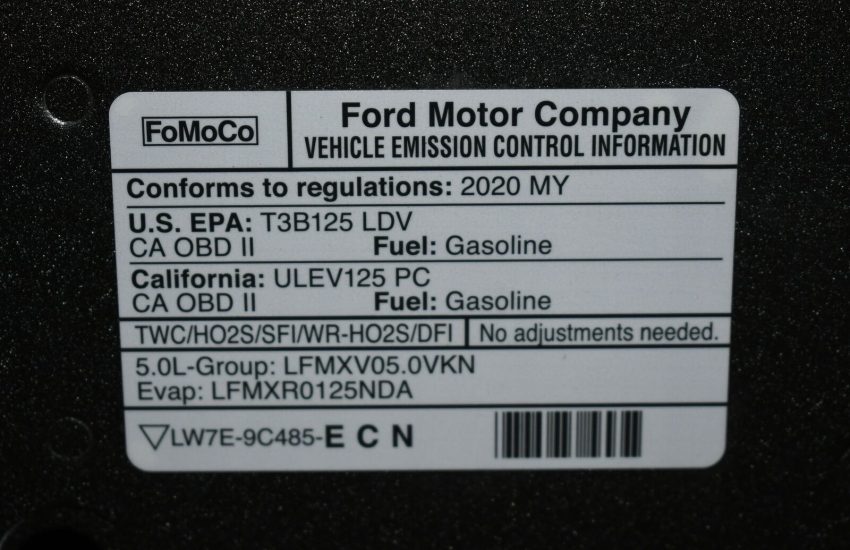 FoMoCo
Ford Motor Company
VEHICLE EMISSION CONTROL INFORMATION
Conforms to regulations: 2020 MY
U.S. EPA: T3B125 LDV
CA OBD II Fuel: Gasoline
California: ULEV125 PC
CA OBD II Fuel: Gasoline
TWC/HO2S/SFI/WR-HO2S/DFI No adjustments needed.
5.0L-Group: LFMXV05.0VKN
Evap: LFMXR0125NDA
LW7E-9C485-E C N